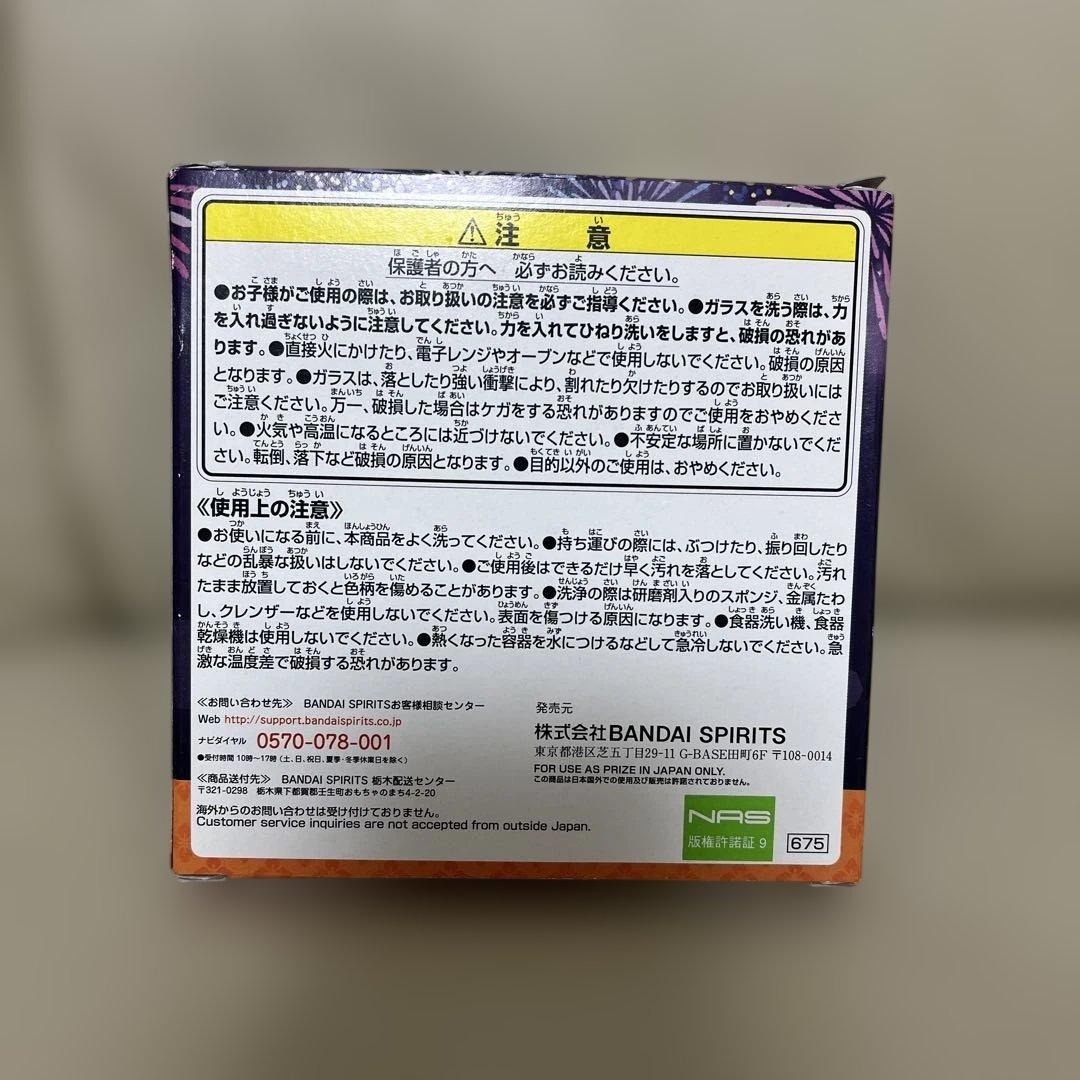 ⚠注意
保護者の方へ 必ずお読みください。
●お子様がご使用の際は、お取り扱いの注意を必ずご指導ください。●ガラスを洗う際は、力
を入れ過ぎないように注意してください。力を入れてひねり洗いをしますと、破損の恐れがあ
ります。●直接火にかけたり、電子レンジやオーブンなどで使用しないでください。破損の原因
となります。●ガラスは、落としたり強い衝撃により、割れたり欠けたりするのでお取り扱いには
ご注意ください。万一、破損した場合はケガをする恐れがありますのでご使用をおやめくださ
い。●火気や高温になるところには近づけないでください。●不安定な場所に置かないでくだ
さい。転倒、落下など破損の原因となります。●目的以外のご使用は、おやめください。
《使用上の注意》
●お使いになる前に、本商品をよく洗ってください。●持ち運びの際には、ぶつけたり、振り回したり
などの乱暴な扱いはしないでください。●ご使用後はできるだけ早く汚れを落としてください。汚れ
たまま放置しておくと色柄を傷めることがあります。●洗浄の際は研磨剤入りのスポンジ、金属たわ
し、クレンザーなどを使用しないでください。表面を傷つける原因になります。●食器洗い機、食器
乾燥機は使用しないでください。●熱くなった容器を水につけるなどして急冷しないでください。急
激な温度差で破損する恐れがあります。
≪お問い合わせ先≫ BANDAI SPIRITSお客様相談センター
Web http://support.bandaispirits.co.jp
ナビダイヤル 0570-078-001
●受付時間 10時～17時(土、日、祝日、夏季・冬季休業日を除く)
≪商品送付先≫ BANDAI SPIRITS 栃木配送センター
〒321-0298 栃木県下都賀郡壬生町おもちゃのまち4-2-20
海外からのお問い合わせは受け付けておりません。
Customer service inquiries are not accepted from outside Japan.
発売元
株式会社BANDAI SPIRITS
東京都港区芝五丁目29-11 G-BASE田町6F 〒108-0014
FOR USE AS PRIZE IN JAPAN ONLY.
この商品は日本国外での使用及び販売は許諾されておりません。
NAS
版権許諾証 9
675